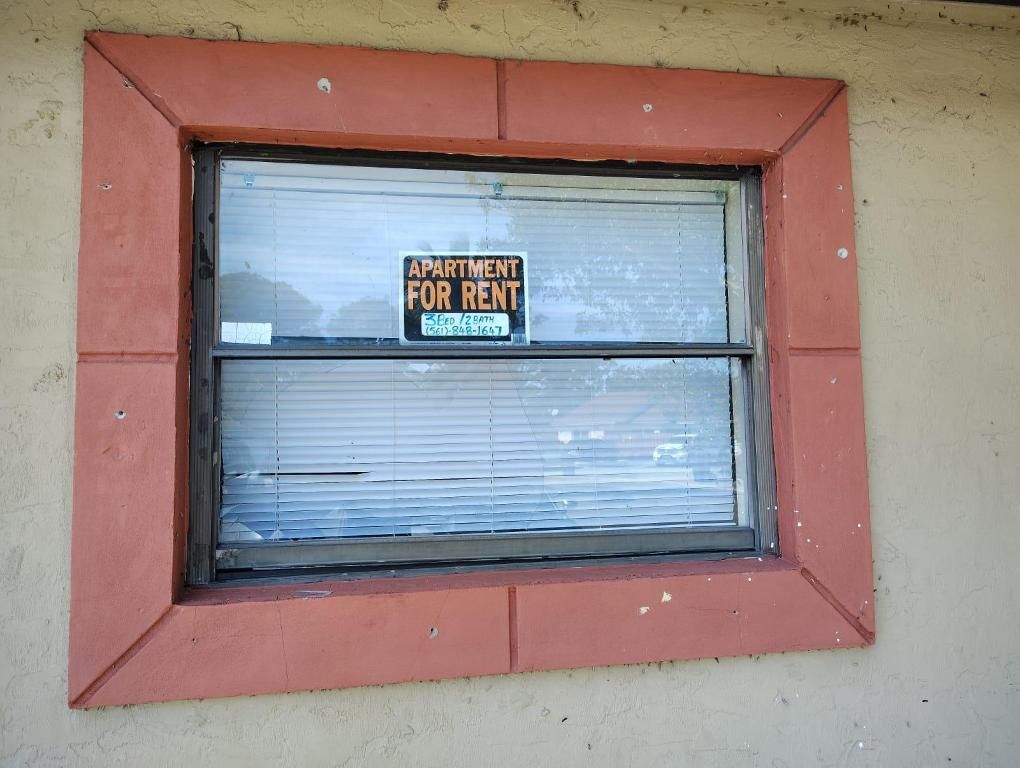 APARTMENT
FOR RENT
3BED/2BATH
(561)-848-1647